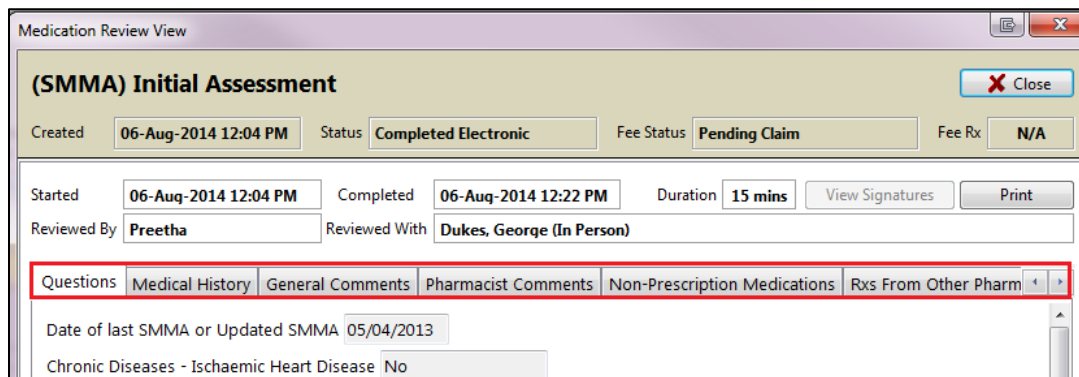 Medication Review View
(SMMA) Initial Assessment
Close
Created 06-Aug-2014 12:04 PM Status Completed Electronic Fee Status Pending Claim Fee Rx N/A
Started 06-Aug-2014 12:04 PM Completed 06-Aug-2014 12:22 PM Duration 15 mins View Signatures Print
Reviewed By Preetha Reviewed With Dukes, George (In Person)
Questions Medical History General Comments Pharmacist Comments Non-Prescription Medications Rxs From Other Pharm
Date of last SMMA or Updated SMMA 05/04/2013
Chronic Diseases - Ischaemic Heart Disease No